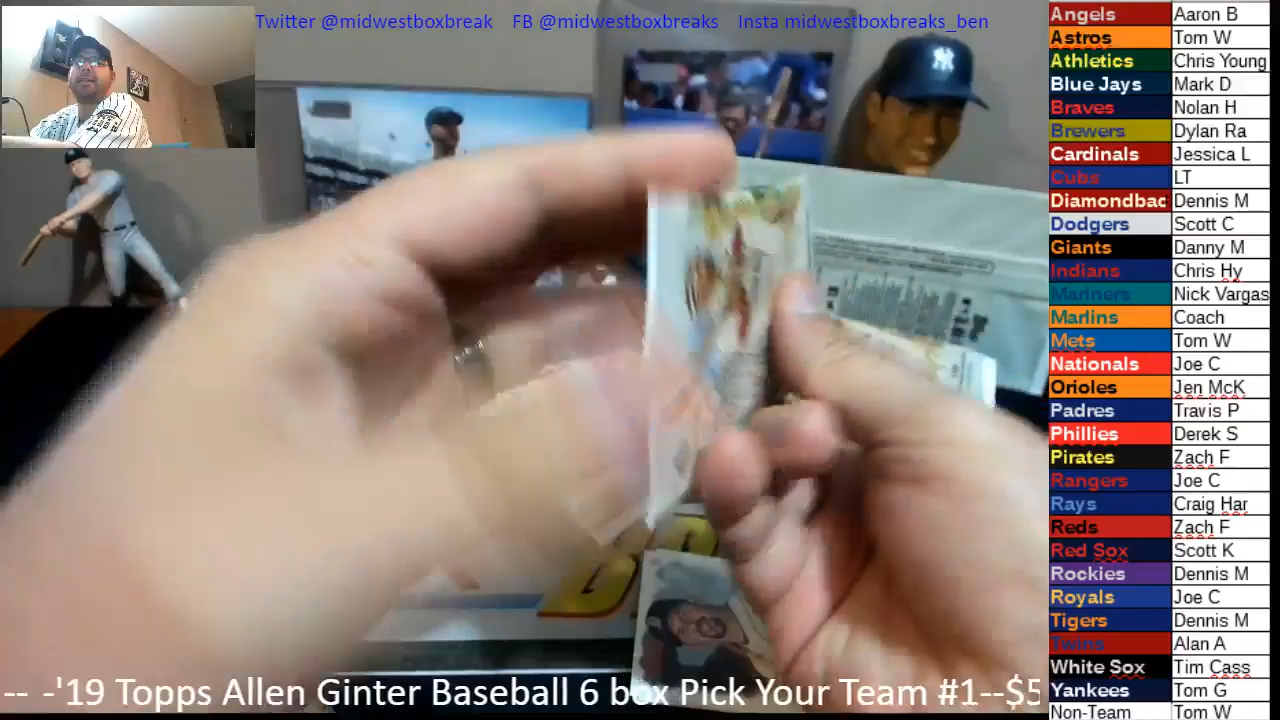 Twitter @midwestboxbreak FB @midwestboxbreaks Insta midwestboxbreaks_ben
Angels Aaron B
Astros Tom W
Athletics Chris Young
Blue Jays Mark D
Braves Nolan H
Brewers Dylan Ra
Cardinals Jessica L
Cubs LT
Diamondbac Dennis M
Dodgers Scott C
Giants Danny M
Indians Chris Hy
Mariners Nick Vargas
Marlins Coach
Mets Tom W
Nationals Joe C
Orioles Jen McK
Padres Travis P
Phillies Derek S
Pirates Zach F
Rangers Joe C
Rays Craig Har
Reds Zach F
Red Sox Scott K
Rockies Dennis M
Royals Joe C
Tigers Dennis M
Twins Alan A
White Sox Tim Cass
Yankees Tom G
Non-Team Tom W
-- -'19 Topps Allen Ginter Baseball 6 box Pick Your Team #1--$5